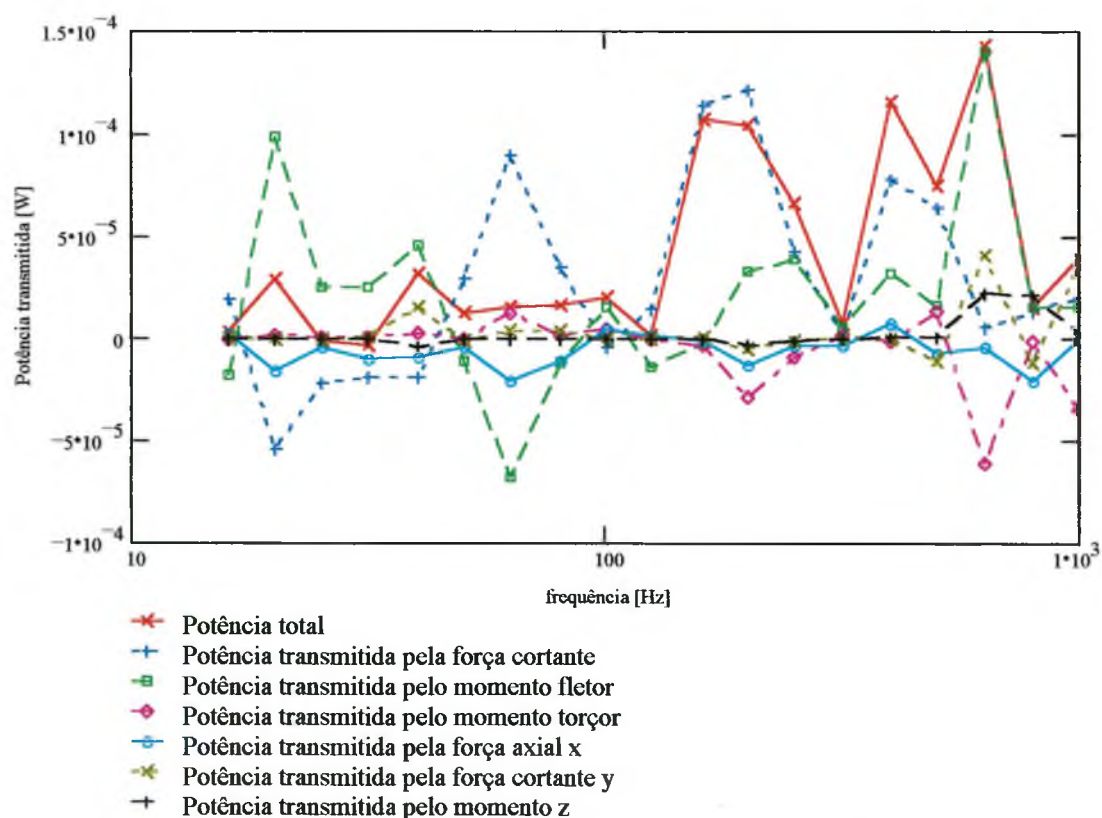 1.5•10⁻⁴
1•10⁻⁴
5•10⁻⁵
0
−5•10⁻⁵
−1•10⁻⁴
Potência transmitida [W]
10
100
1•10³
frequência [Hz]
Potência total
Potência transmitida pela força cortante
Potência transmitida pelo momento fletor
Potência transmitida pelo momento torçor
Potência transmitida pela força axial x
Potência transmitida pela força cortante y
Potência transmitida pelo momento z